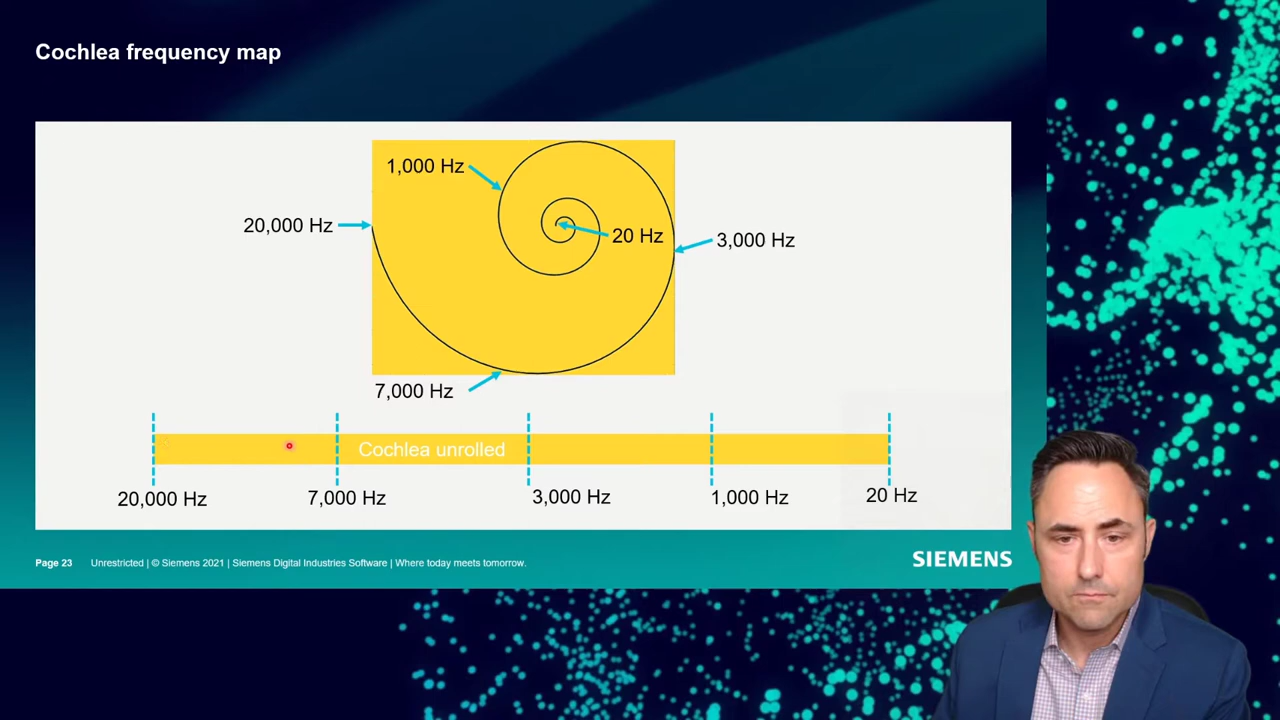 Cochlea frequency map
1,000 Hz
20,000 Hz
20 Hz
3,000 Hz
7,000 Hz
Cochlea unrolled
20,000 Hz
7,000 Hz
3,000 Hz
1,000 Hz
20 Hz
Page 23 Unrestricted | © Siemens 2021 | Siemens Digital Industries Software | Where today meets tomorrow.
SIEMENS